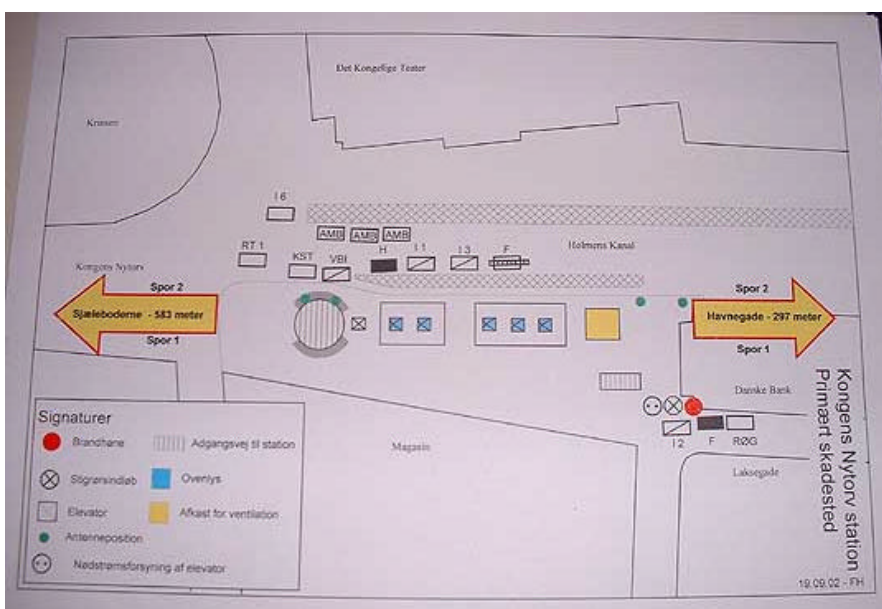 Det Kongelige Teater
Krinsen
I 6
AMB AMB AMB
RT 1
KST
VBI
H
I 1
I 3
F
Holmens Kanal
Kongens Nytorv
Spor 2
Sjæleboderne - 583 meter
Spor 1
Spor 2
Havnegade - 297 meter
Spor 1
Danske Bank
I 2
F
RØG
Magasin
Laksegade
Signaturer
Brandhane
Adgangsvej til station
Stigrørsindløb
Ovenlys
Elevator
Afkast for ventilation
Antenneposition
Nødstrømsforsyning af elevator
Kongens Nytorv station
Primært skadested
19.09.02 - FH